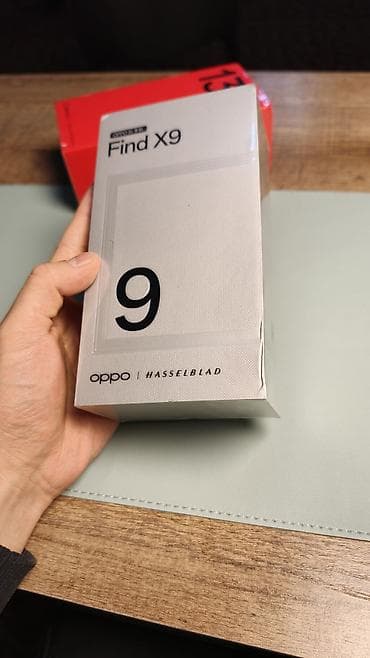 13
Find X9
9
oppo | HASSELBLAD